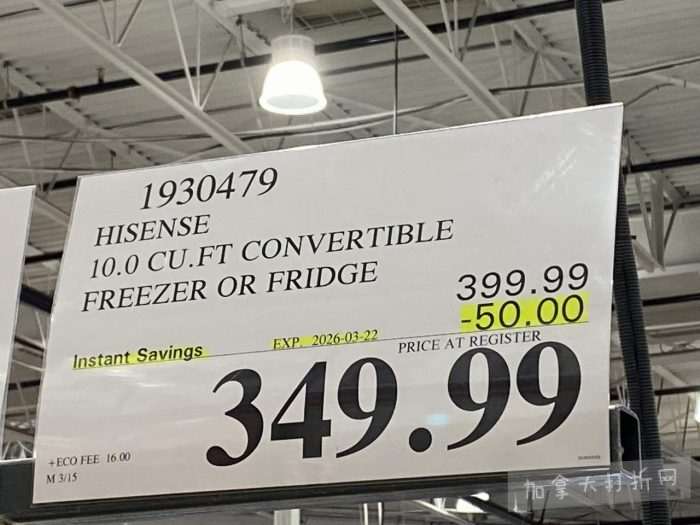 1930479
HISENSE
10.0 CU.FT CONVERTIBLE
FREEZER OR FRIDGE
399.99
-50.00
Instant Savings
EXP. 2026-03-22
PRICE AT REGISTER
349.99
+ECO FEE 16.00
M 3/15
加拿大打折网